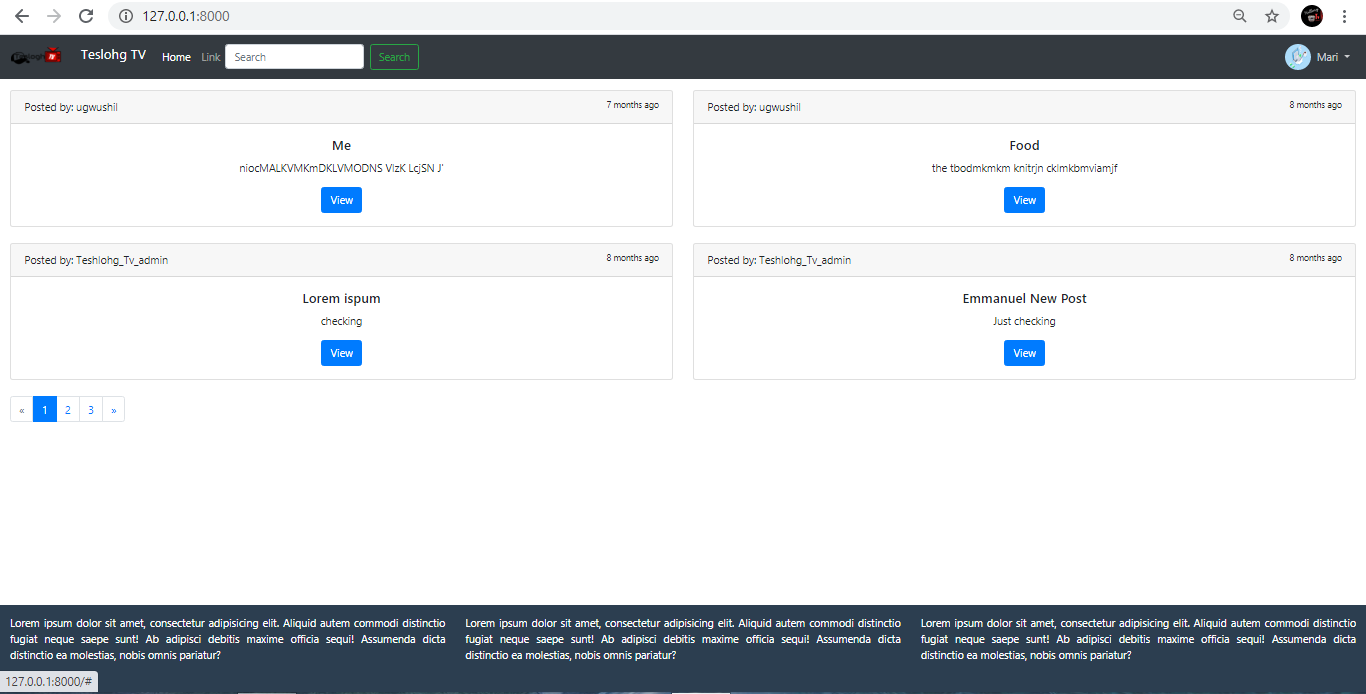 127.0.0.1:8000
Teslohg TV Home Link Search Search Mari
Posted by: ugwushil 7 months ago
Me
niocMALKVMKmDKLVMODNS VlzK LcjSN J'
View
Posted by: ugwushil 8 months ago
Food
the tbodmkmkm knitrjn cklmkbmviamjf
View
Posted by: Teshlohg_Tv_admin 8 months ago
Lorem ispum
checking
View
Posted by: Teshlohg_Tv_admin 8 months ago
Emmanuel New Post
Just checking
View
« 1 2 3 »
Lorem ipsum dolor sit amet, consectetur adipisicing elit. Aliquid autem commodi distinctio
fugiat neque saepe sunt! Ab adipisci debitis maxime officia sequi! Assumenda dicta
distinctio ea molestias, nobis omnis pariatur?
Lorem ipsum dolor sit amet, consectetur adipisicing elit. Aliquid autem commodi distinctio
fugiat neque saepe sunt! Ab adipisci debitis maxime officia sequi! Assumenda dicta
distinctio ea molestias, nobis omnis pariatur?
Lorem ipsum dolor sit amet, consectetur adipisicing elit. Aliquid autem commodi distinctio
fugiat neque saepe sunt! Ab adipisci debitis maxime officia sequi! Assumenda dicta
distinctio ea molestias, nobis omnis pariatur?
127.0.0.1:8000/#